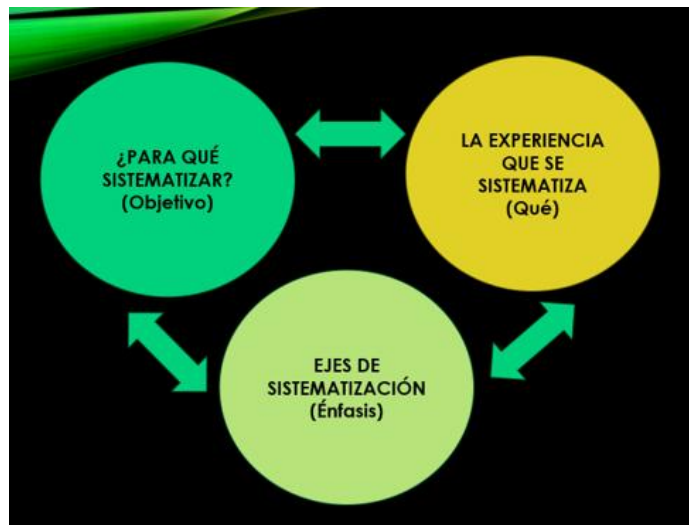 ¿PARA QUÉ
SISTEMATIZAR?
(Objetivo)
LA EXPERIENCIA
QUE SE
SISTEMATIZA
(Qué)
EJES DE
SISTEMATIZACIÓN
(Énfasis)